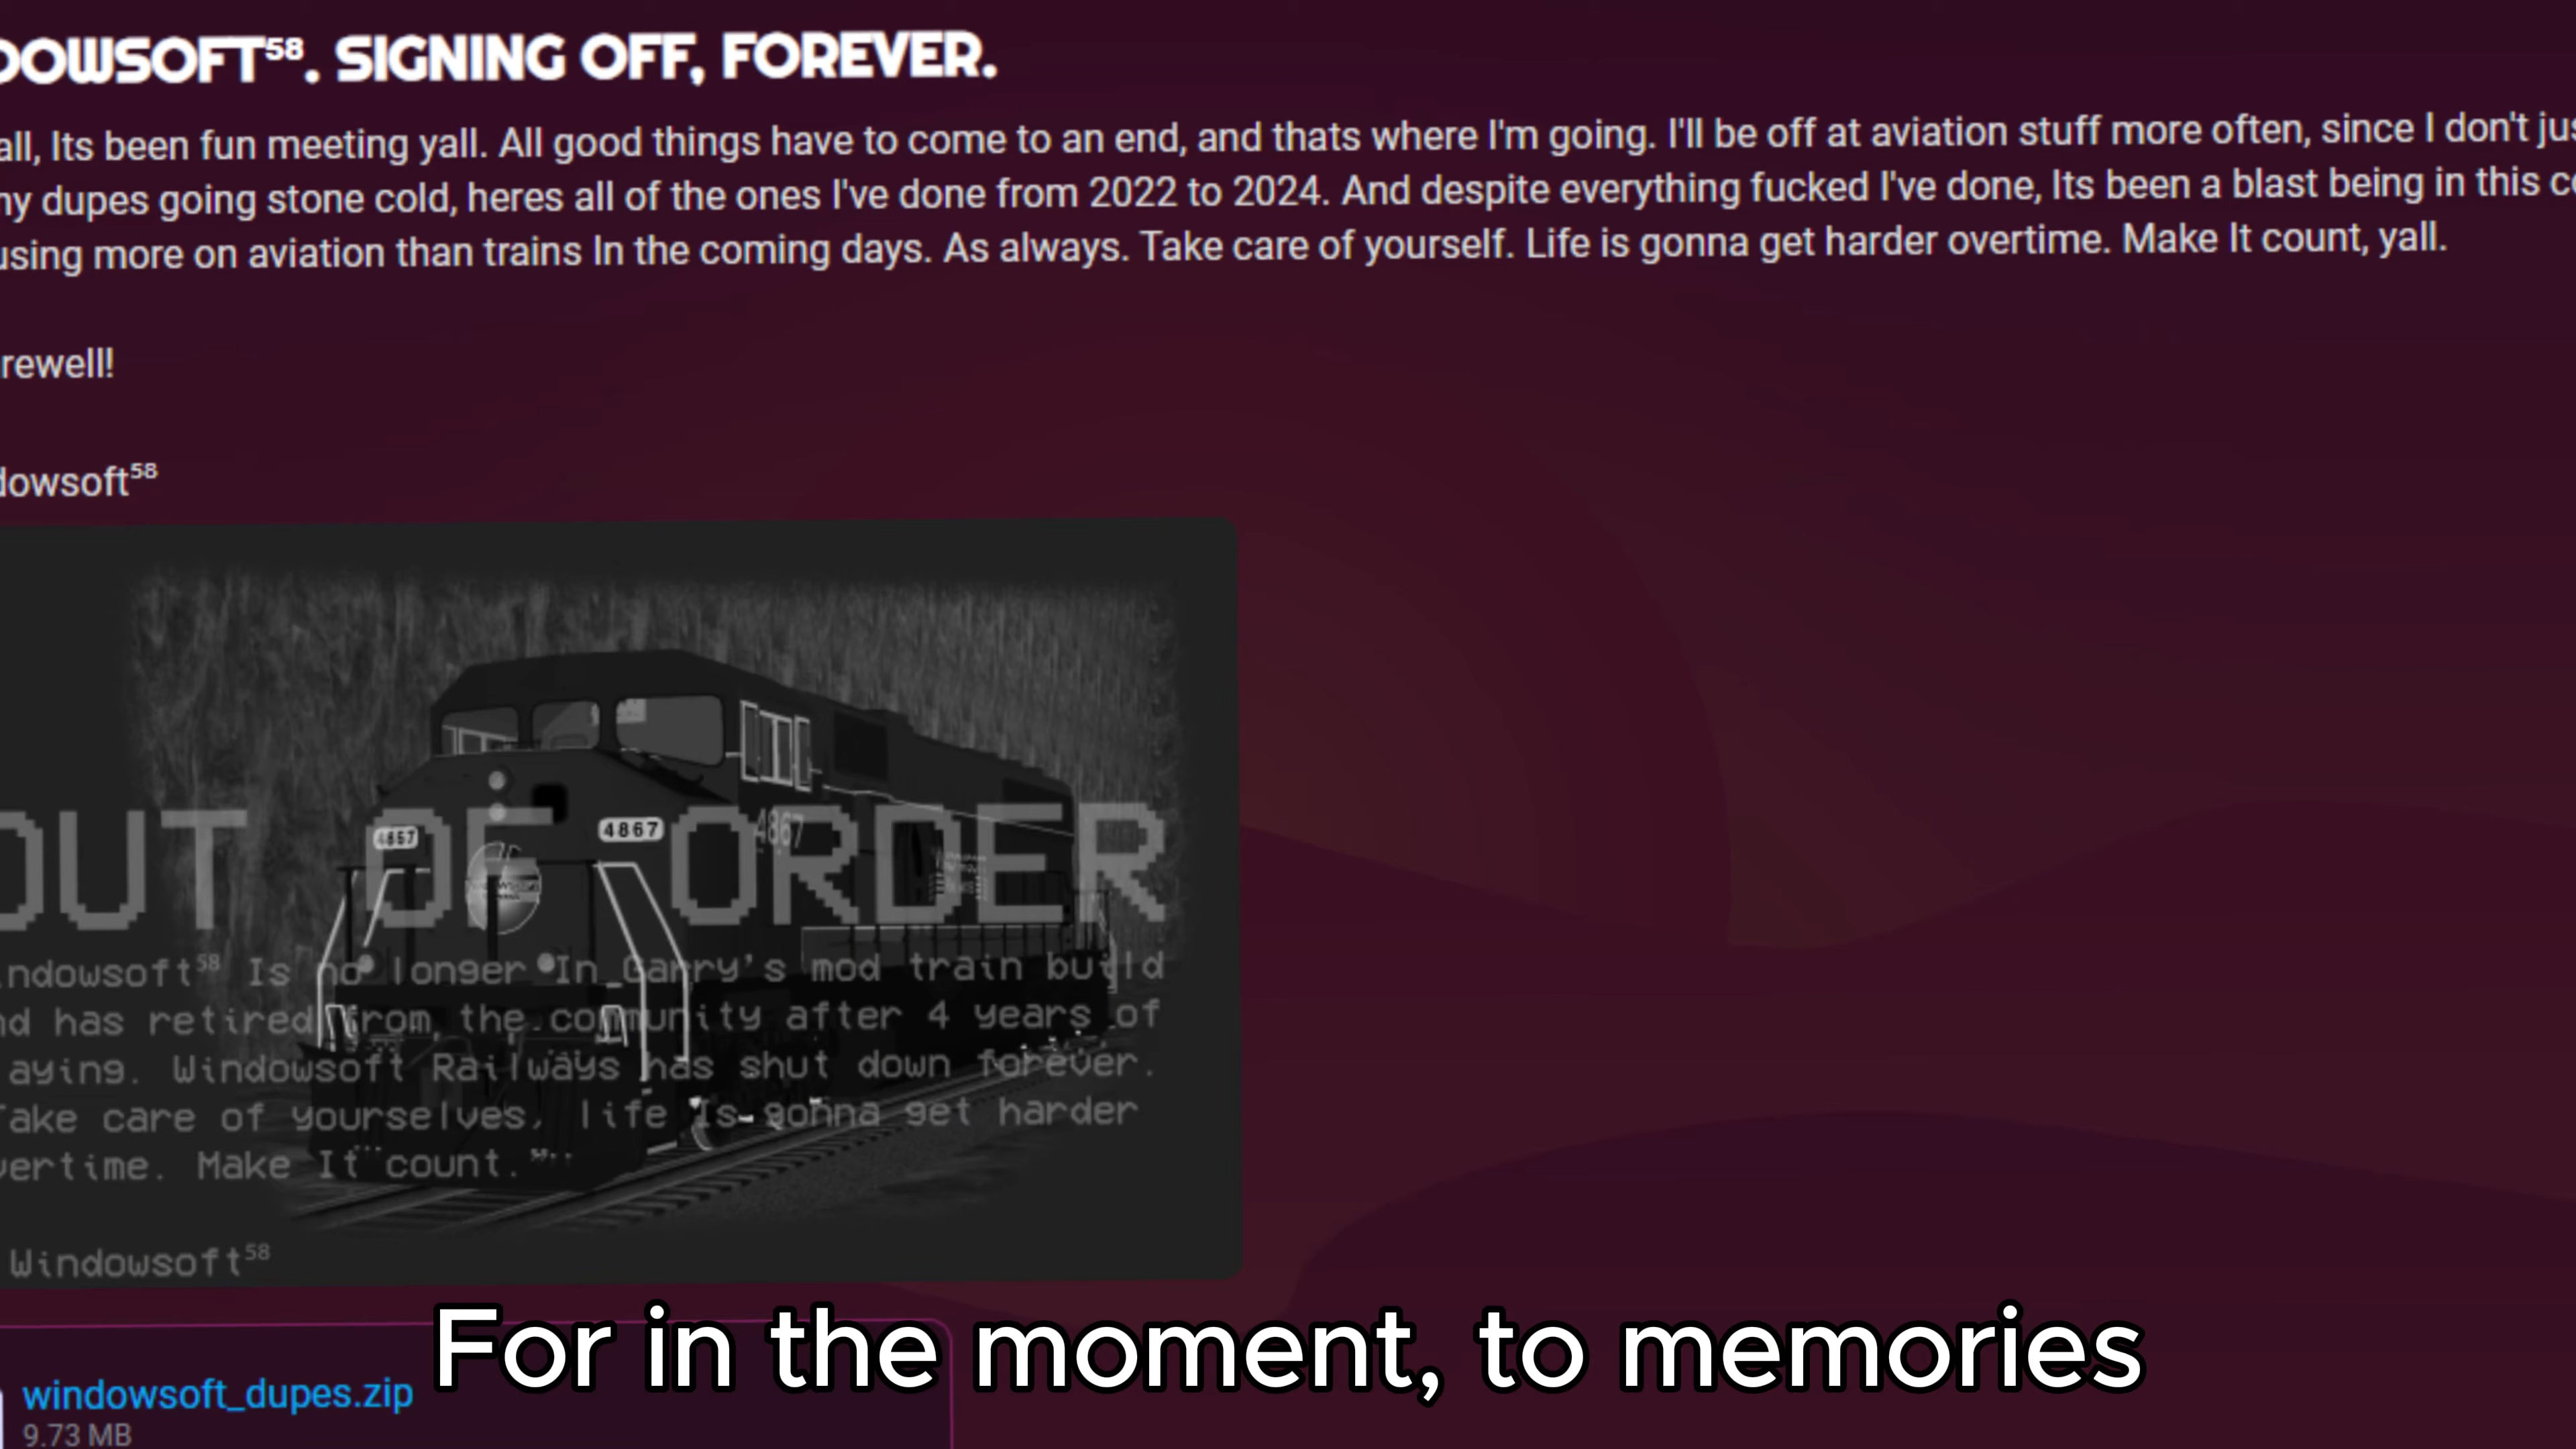 DOWSOFT⁵⁸. SIGNING OFF, FOREVER.
all, Its been fun meeting yall. All good things have to come to an end, and thats where I'm going. I'll be off at aviation stuff more often, since I don't jus
my dupes going stone cold, heres all of the ones I've done from 2022 to 2024. And despite everything fucked I've done, Its been a blast being in this co
using more on aviation than trains In the coming days. As always. Take care of yourself. Life is gonna get harder overtime. Make It count, yall.
rewell!
dowsoft⁵⁸
4867
4867
4867
OUT OF ORDER
ndowsoft⁵⁸ Is no longer In Garry's mod train build
nd has retired from the community after 4 years of
aying. Windowsoft Railways has shut down forever.
Take care of yourselves, life Is gonna get harder
vertime. Make It count."
Windowsoft⁵⁸
For in the moment, to memories
windowsoft_dupes.zip
9.73 MB